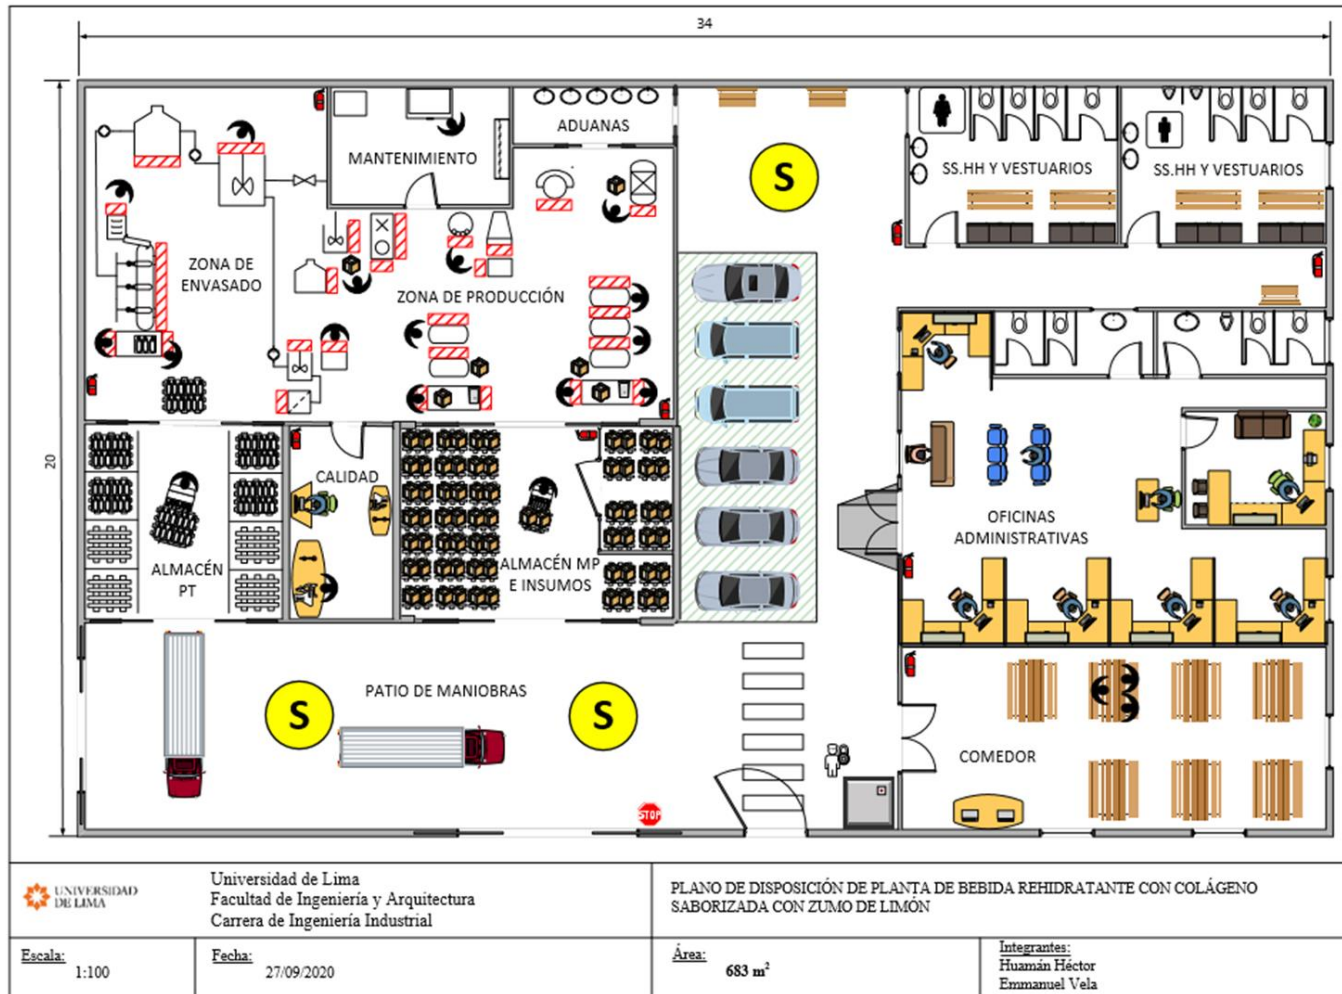 34
ADUANAS
MANTENIMIENTO
S
SS.HH Y VESTUARIOS
SS.HH Y VESTUARIOS
ZONA DE
ENVASADO
ZONA DE PRODUCCIÓN
20
CALIDAD
ALMACÉN
PT
ALMACÉN MP
E INSUMOS
OFICINAS
ADMINISTRATIVAS
S
PATIO DE MANIOBRAS
S
COMEDOR
STOP
UNIVERSIDAD
DE LIMA
Universidad de Lima
Facultad de Ingeniería y Arquitectura
Carrera de Ingeniería Industrial
PLANO DE DISPOSICIÓN DE PLANTA DE BEBIDA REHIDRATANTE CON COLÁGENO
SABORIZADA CON ZUMO DE LIMÓN
Escala:
1:100
Fecha:
27/09/2020
Área:
683 m²
Integrantes:
Huamán Héctor
Emmanuel Vela